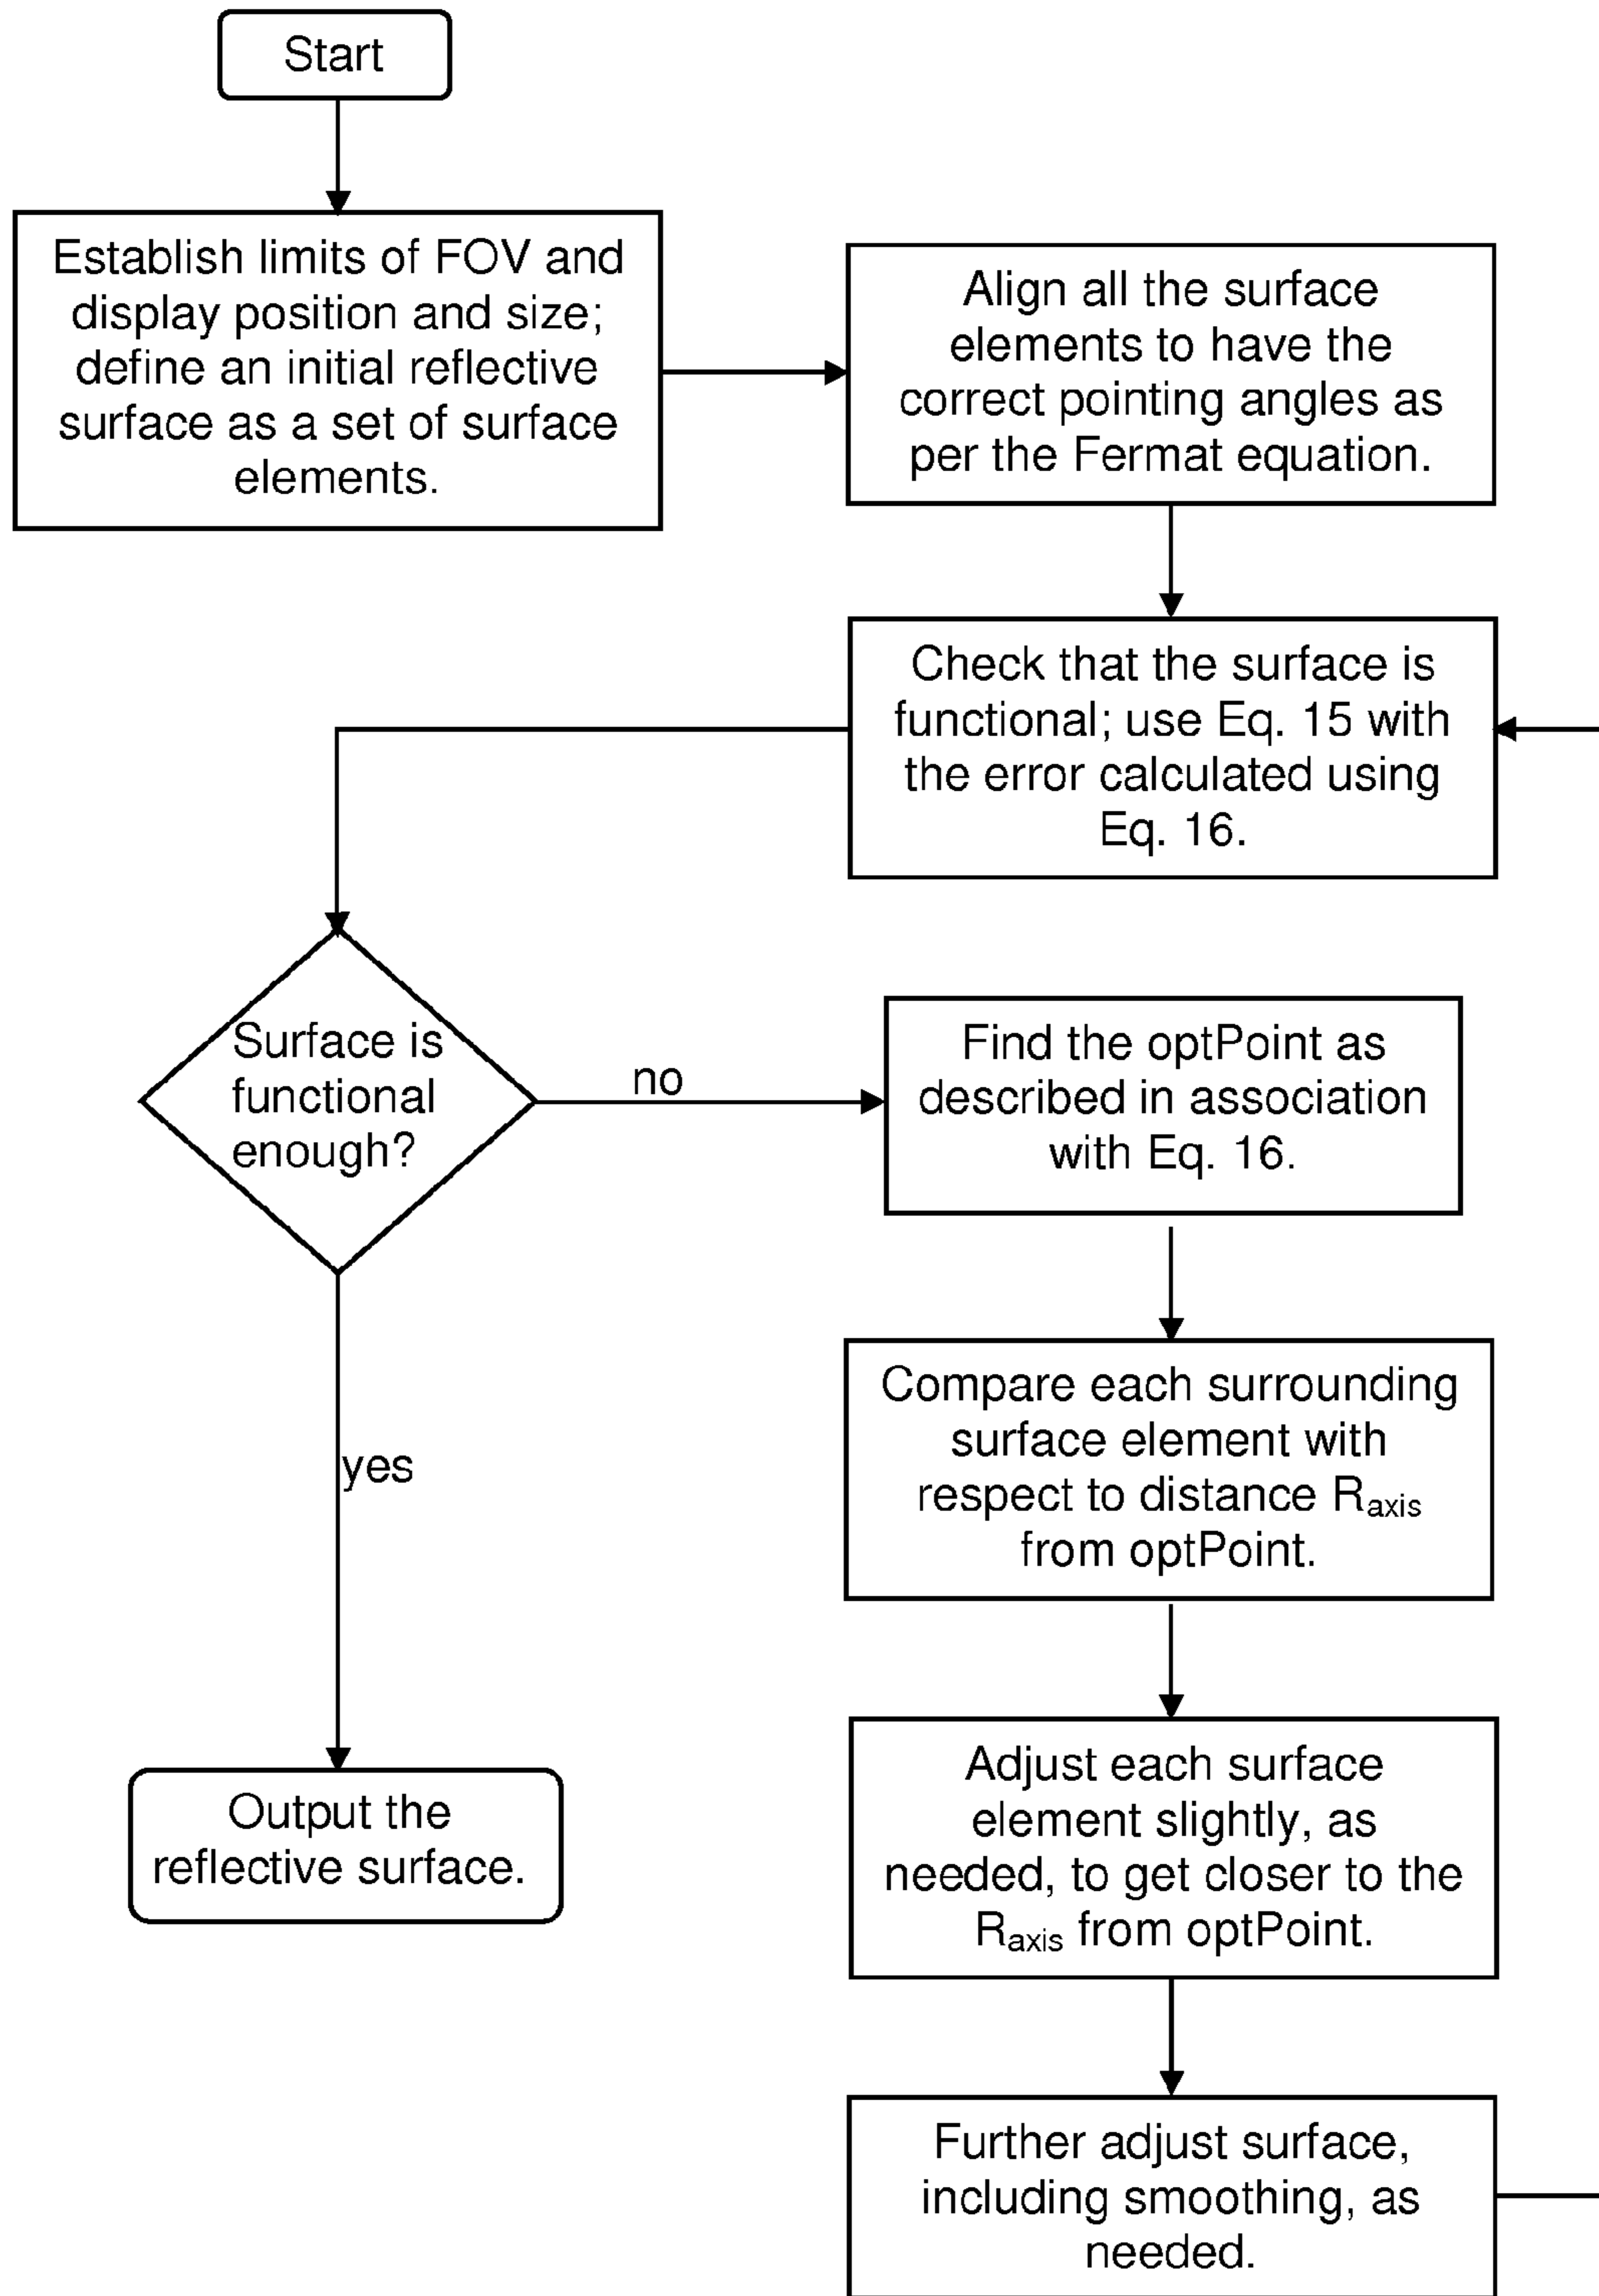 Start
Establish limits of FOV and
display position and size;
define an initial reflective
surface as a set of surface
elements.
Align all the surface
elements to have the
correct pointing angles as
per the Fermat equation.
Check that the surface is
functional; use Eq. 15 with
the error calculated using
Eq. 16.
Surface is
functional
enough?
no
Find the optPoint as
described in association
with Eq. 16.
Compare each surrounding
surface element with
respect to distance Raxis
from optPoint.
yes
Adjust each surface
element slightly, as
needed, to get closer to the
Raxis from optPoint.
Output the
reflective surface.
Further adjust surface,
including smoothing, as
needed.